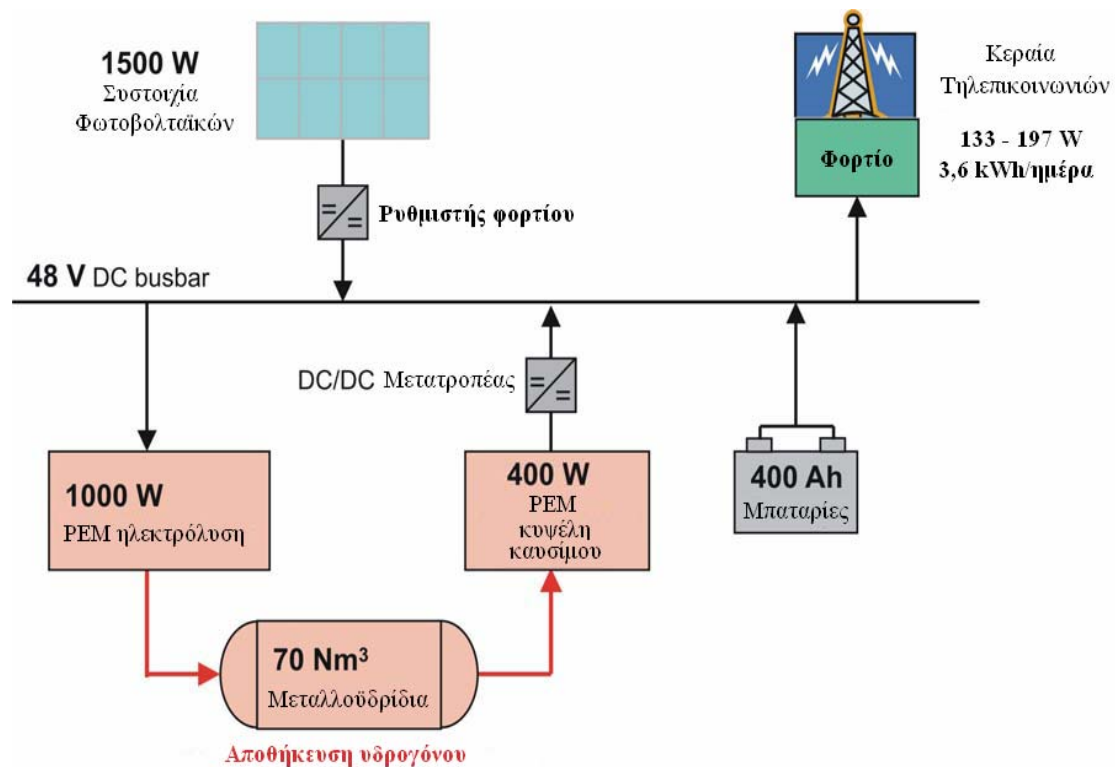 1500 W
Συστοιχία
Φωτοβολταϊκών
Κεραία
Τηλεπικοινωνιών
133 - 197 W
3,6 kWh/ημέρα
Φορτίο
Ρυθμιστής φορτίου
48 V DC busbar
DC/DC Μετατροπέας
1000 W
PEM ηλεκτρόλυση
400 W
PEM
κυψέλη
καυσίμου
400 Ah
Μπαταρίες
70 Nm³
Μεταλλοϋδρίδια
Αποθήκευση υδρογόνου